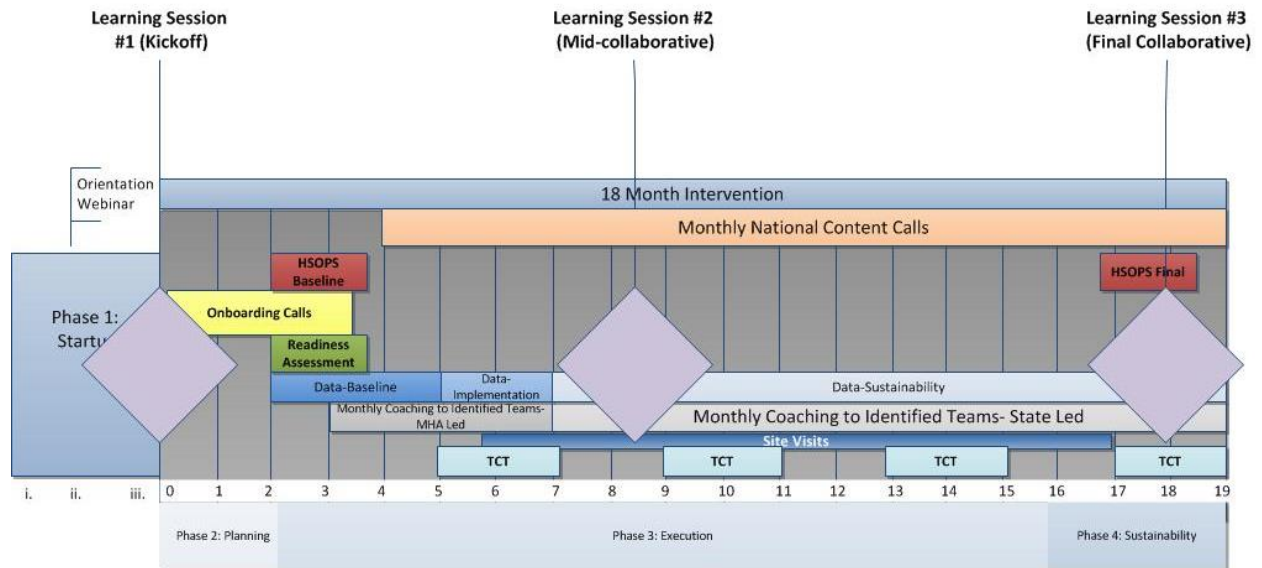 Learning Session
#1 (Kickoff)
Learning Session #2
(Mid-collaborative)
Learning Session #3
(Final Collaborative)
Orientation
Webinar
18 Month Intervention
Monthly National Content Calls
HSOPS
Baseline
HSOPS Final
Phase 1:
Startu
Onboarding Calls
Readiness
Assessment
Data-Baseline
Data-
Implementation
Data-Sustainability
Monthly Coaching to Identified Teams-
MHA Led
Monthly Coaching to Identified Teams- State Led
Site Visits
TCT
TCT
TCT
TCT
i. ii. iii. 0 1 2 3 4 5 6 7 8 9 10 11 12 13 14 15 16 17 18 19
Phase 2: Planning
Phase 3: Execution
Phase 4: Sustainability